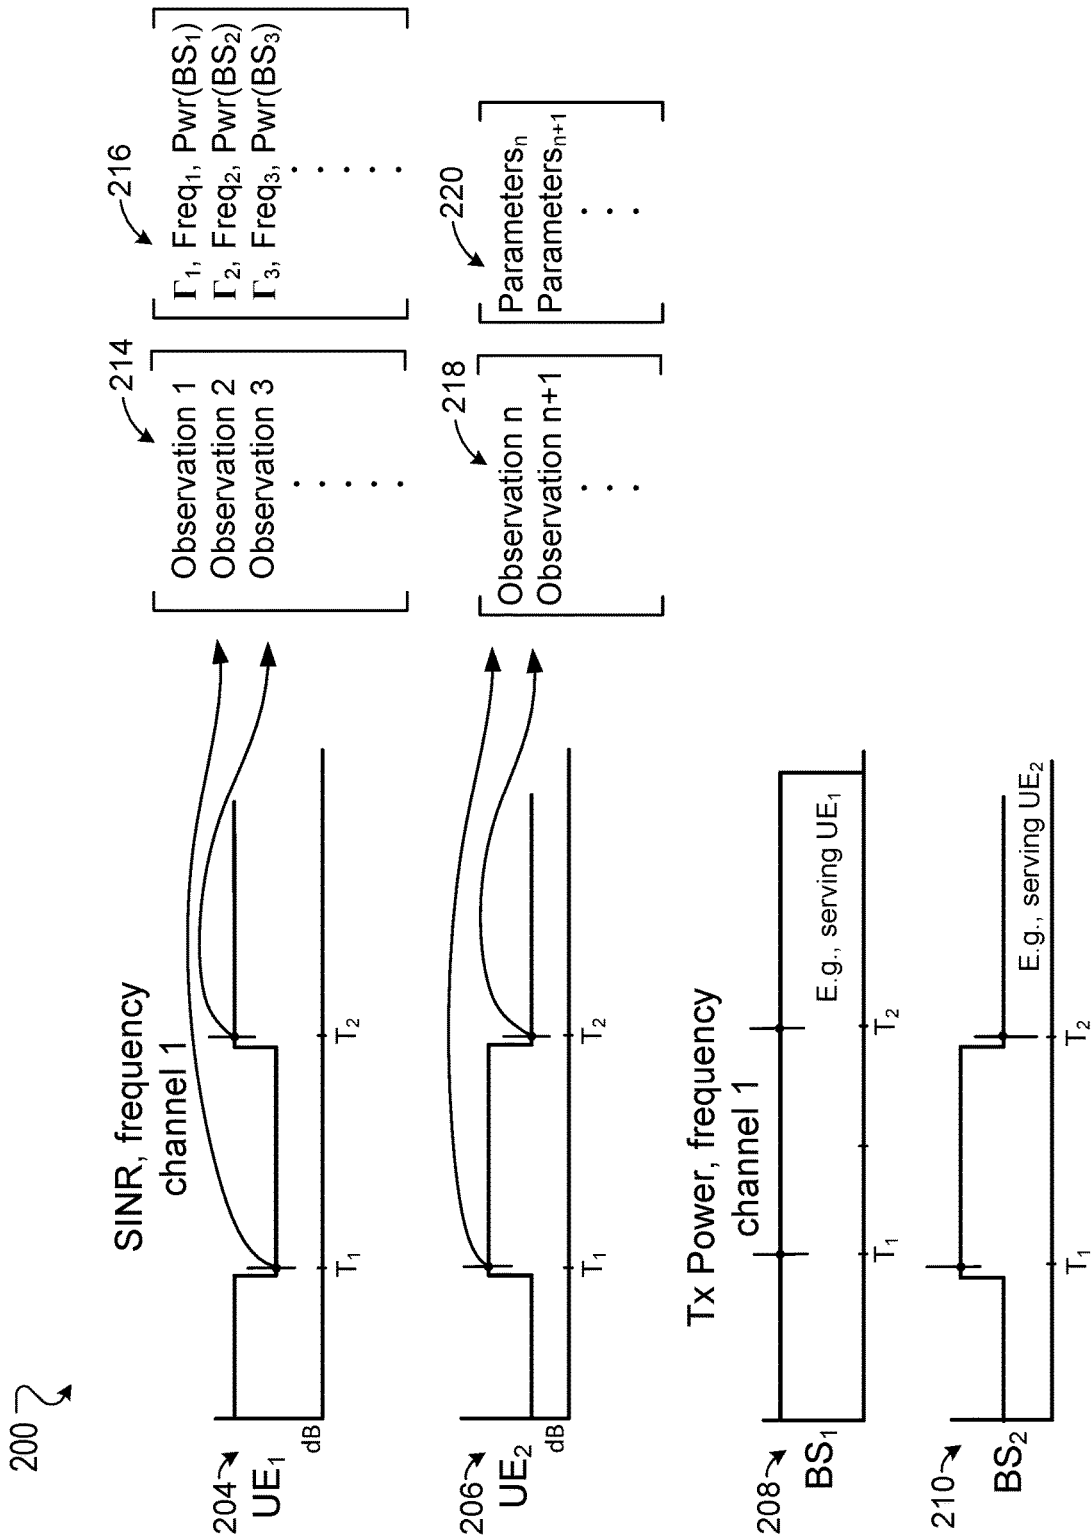 200
SINR, frequency
channel 1
204
UE₁
dB
T₁
T₂
214
Observation 1
Observation 2
Observation 3
. . . . .
216
Γ₁, Freq₁, Pwr(BS₁)
Γ₂, Freq₂, Pwr(BS₂)
Γ₃, Freq₃, Pwr(BS₃)
. . . . .
206
UE₂
dB
T₁
T₂
218
Observation n
Observation n+1
. . .
220
Parametersₙ
Parametersₙ₊₁
. . .
Tx Power, frequency
channel 1
208
BS₁
T₁
T₂
E.g., serving UE₁
210
BS₂
T₁
T₂
E.g., serving UE₂